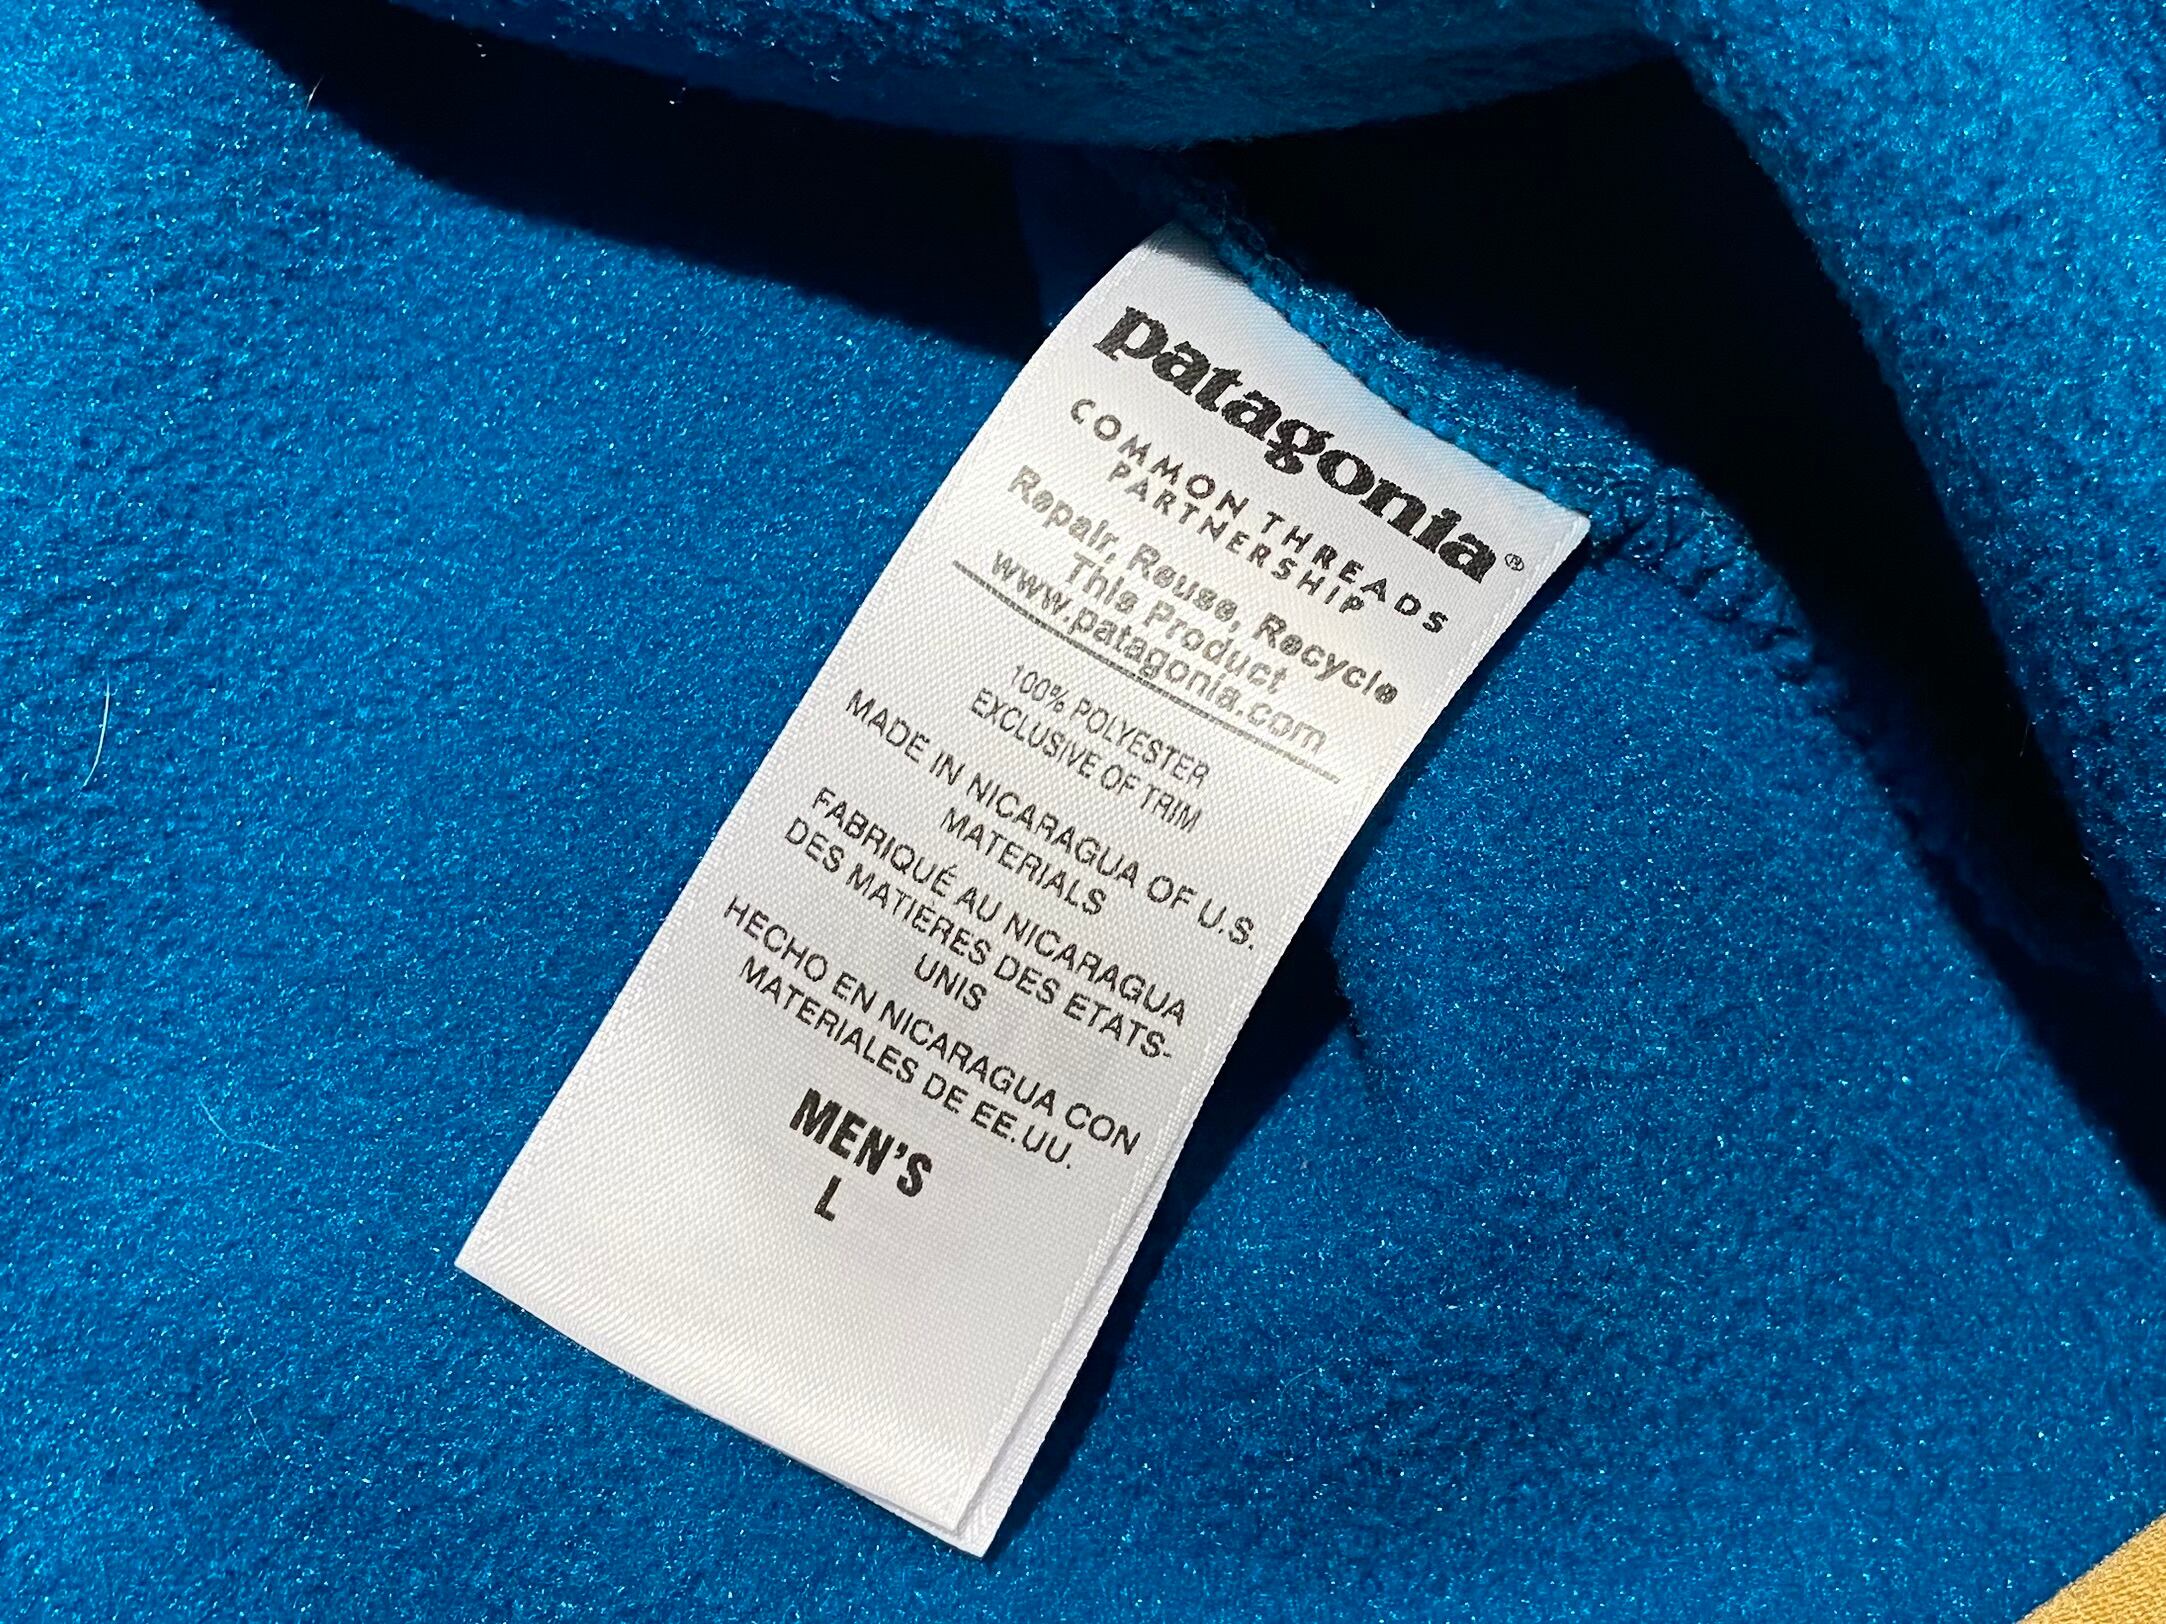 patagonia®
COMMON THREADS
PARTNERSHIP
Repair, Reuse, Recycle
This Product
www.patagonia.com
100% POLYESTER
EXCLUSIVE OF TRIM
MADE IN NICARAGUA OF U.S.
MATERIALS
FABRIQUÉ AU NICARAGUA
DES MATIERES DES ETATS-
UNIS
HECHO EN NICARAGUA CON
MATERIALES DE EE.UU.
MEN'S
L